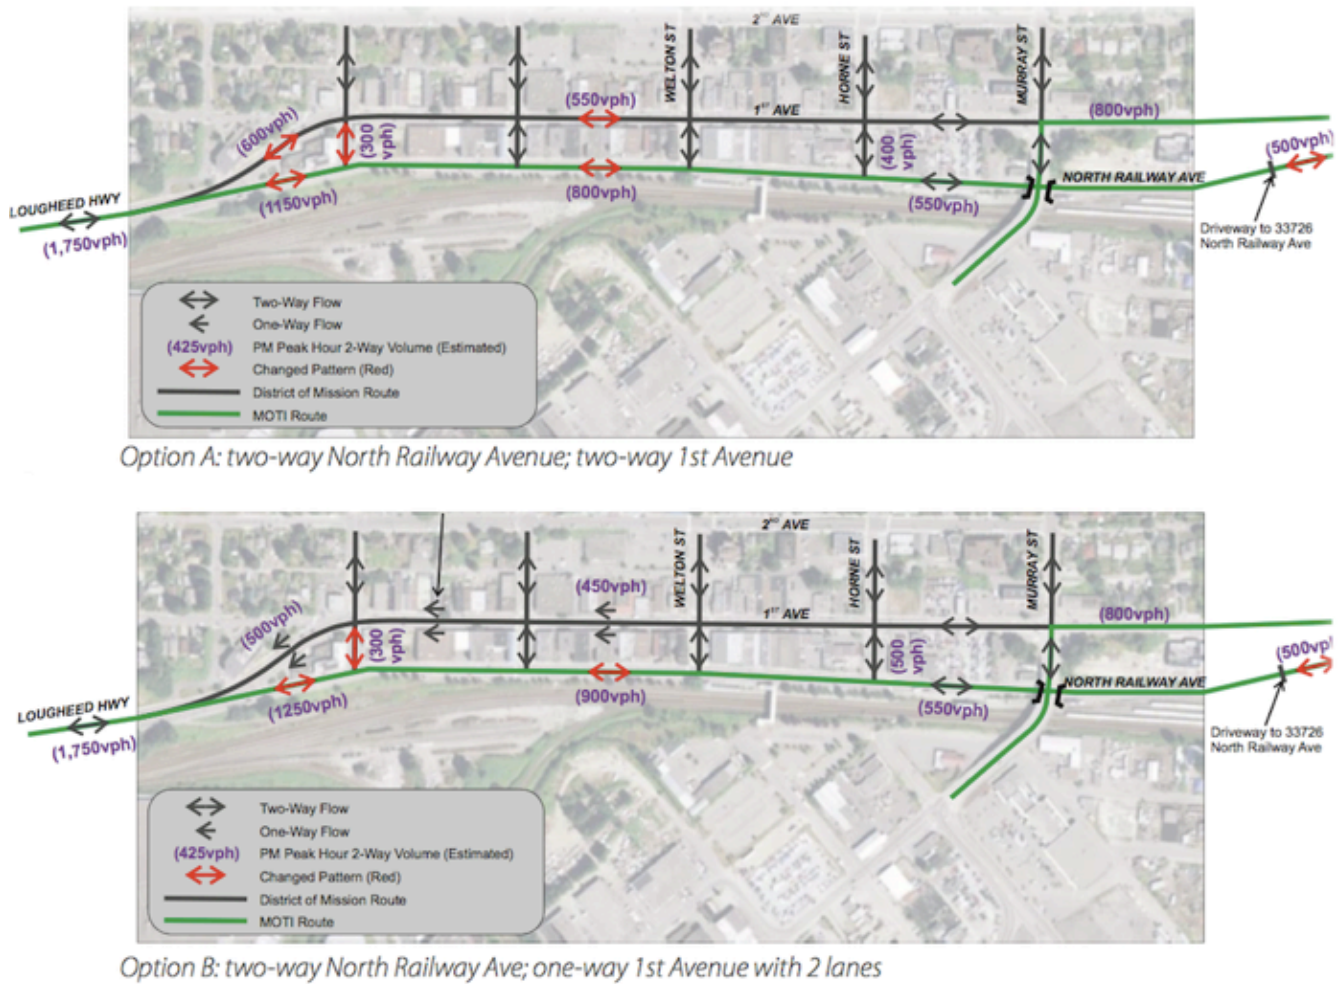 2ND AVE
WELTON ST
HORNE ST
MURRAY ST
(550vph)
1ST AVE
(800vph)
(600vph)
(300
vph)
(400
vph)
(500vph)
NORTH RAILWAY AVE
(1150vph)
(800vph)
(550vph)
LOUGHEED HWY
(1,750vph)
Driveway to 33726
North Railway Ave
Two-Way Flow
One-Way Flow
(425vph) PM Peak Hour 2-Way Volume (Estimated)
Changed Pattern (Red)
District of Mission Route
MOTI Route
Option A: two-way North Railway Avenue; two-way 1st Avenue
2ND AVE
WELTON ST
HORNE ST
MURRAY ST
(450vph)
1ST AVE
(800vph)
(500vph)
(300
vph)
(500
vph)
(500vph)
NORTH RAILWAY AVE
(1250vph)
(900vph)
(550vph)
LOUGHEED HWY
(1,750vph)
Driveway to 33726
North Railway Ave
Two-Way Flow
One-Way Flow
(425vph) PM Peak Hour 2-Way Volume (Estimated)
Changed Pattern (Red)
District of Mission Route
MOTI Route
Option B: two-way North Railway Ave; one-way 1st Avenue with 2 lanes